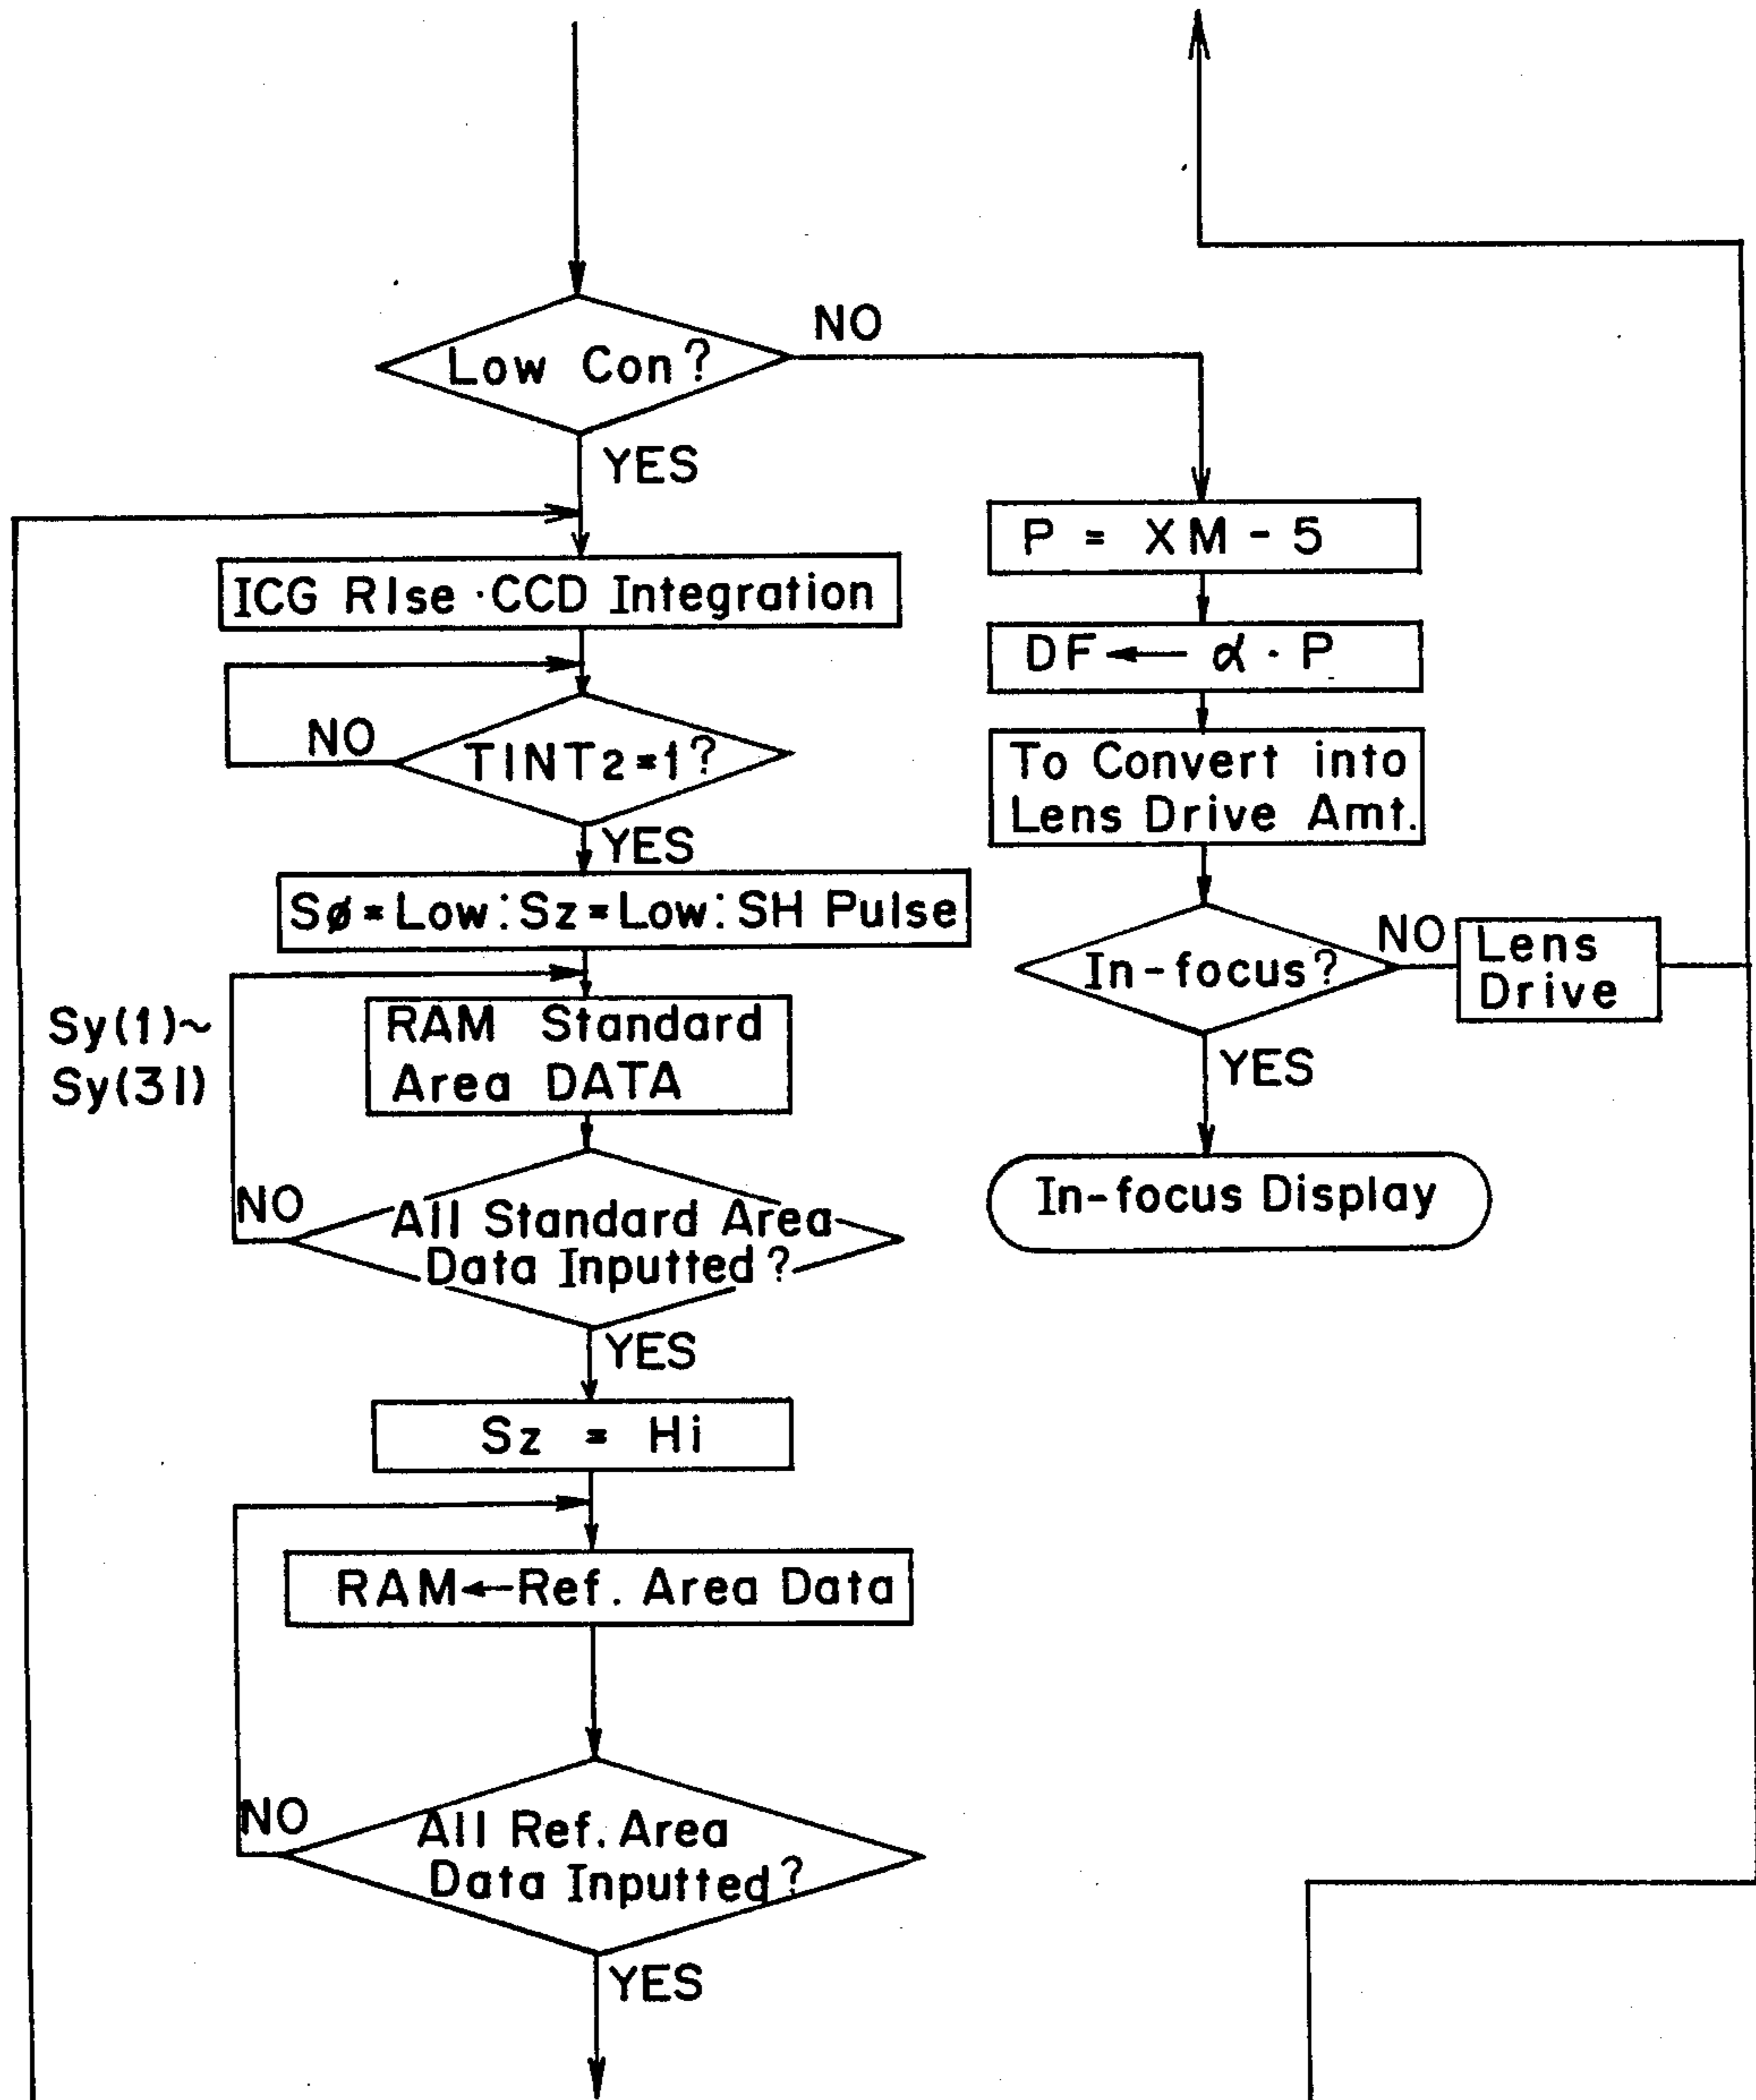 Low Con?
NO
YES
ICG RIse · CCD Integration
NO
TINT2=1?
YES
Sø=Low:Sz=Low:SH Pulse
Sy(1)~
Sy(31)
RAM Standard
Area DATA
NO
All Standard Area
Data Inputted?
YES
Sz = Hi
RAM←Ref. Area Data
NO
All Ref. Area
Data Inputted?
YES
P = XM - 5
DF ← α · P
To Convert into
Lens Drive Amt.
In-focus?
NO
Lens
Drive
YES
In-focus Display